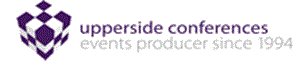 upperside conferences
events producer since 1994